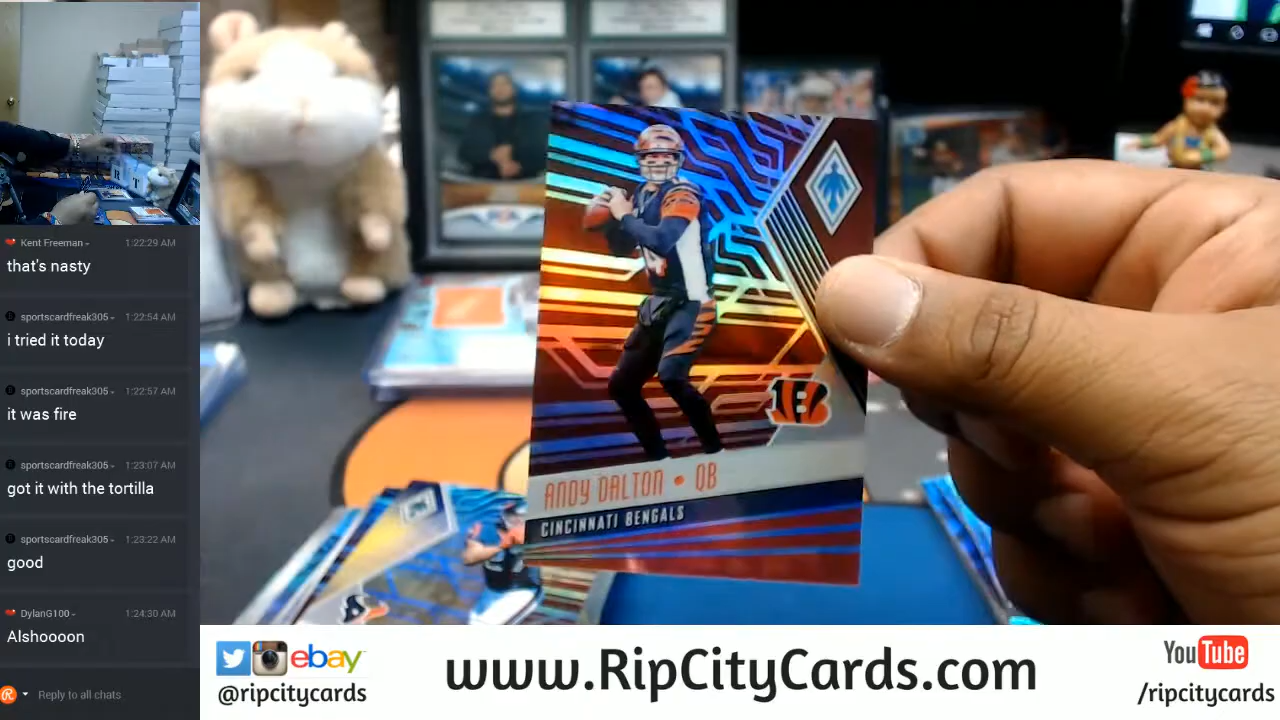 Kent Freeman 1:22:29 AM
that's nasty
sportscardfreak305 1:22:54 AM
i tried it today
sportscardfreak305 1:22:57 AM
it was fire
sportscardfreak305 1:23:07 AM
got it with the tortilla
sportscardfreak305 1:23:22 AM
good
DylanG100 1:24:30 AM
Alshoooon
Reply to all chats
ANDY DALTON • QB
CINCINNATI BENGALS
ebay
@ripcitycards
www.RipCityCards.com
YouTube
/ripcitycards